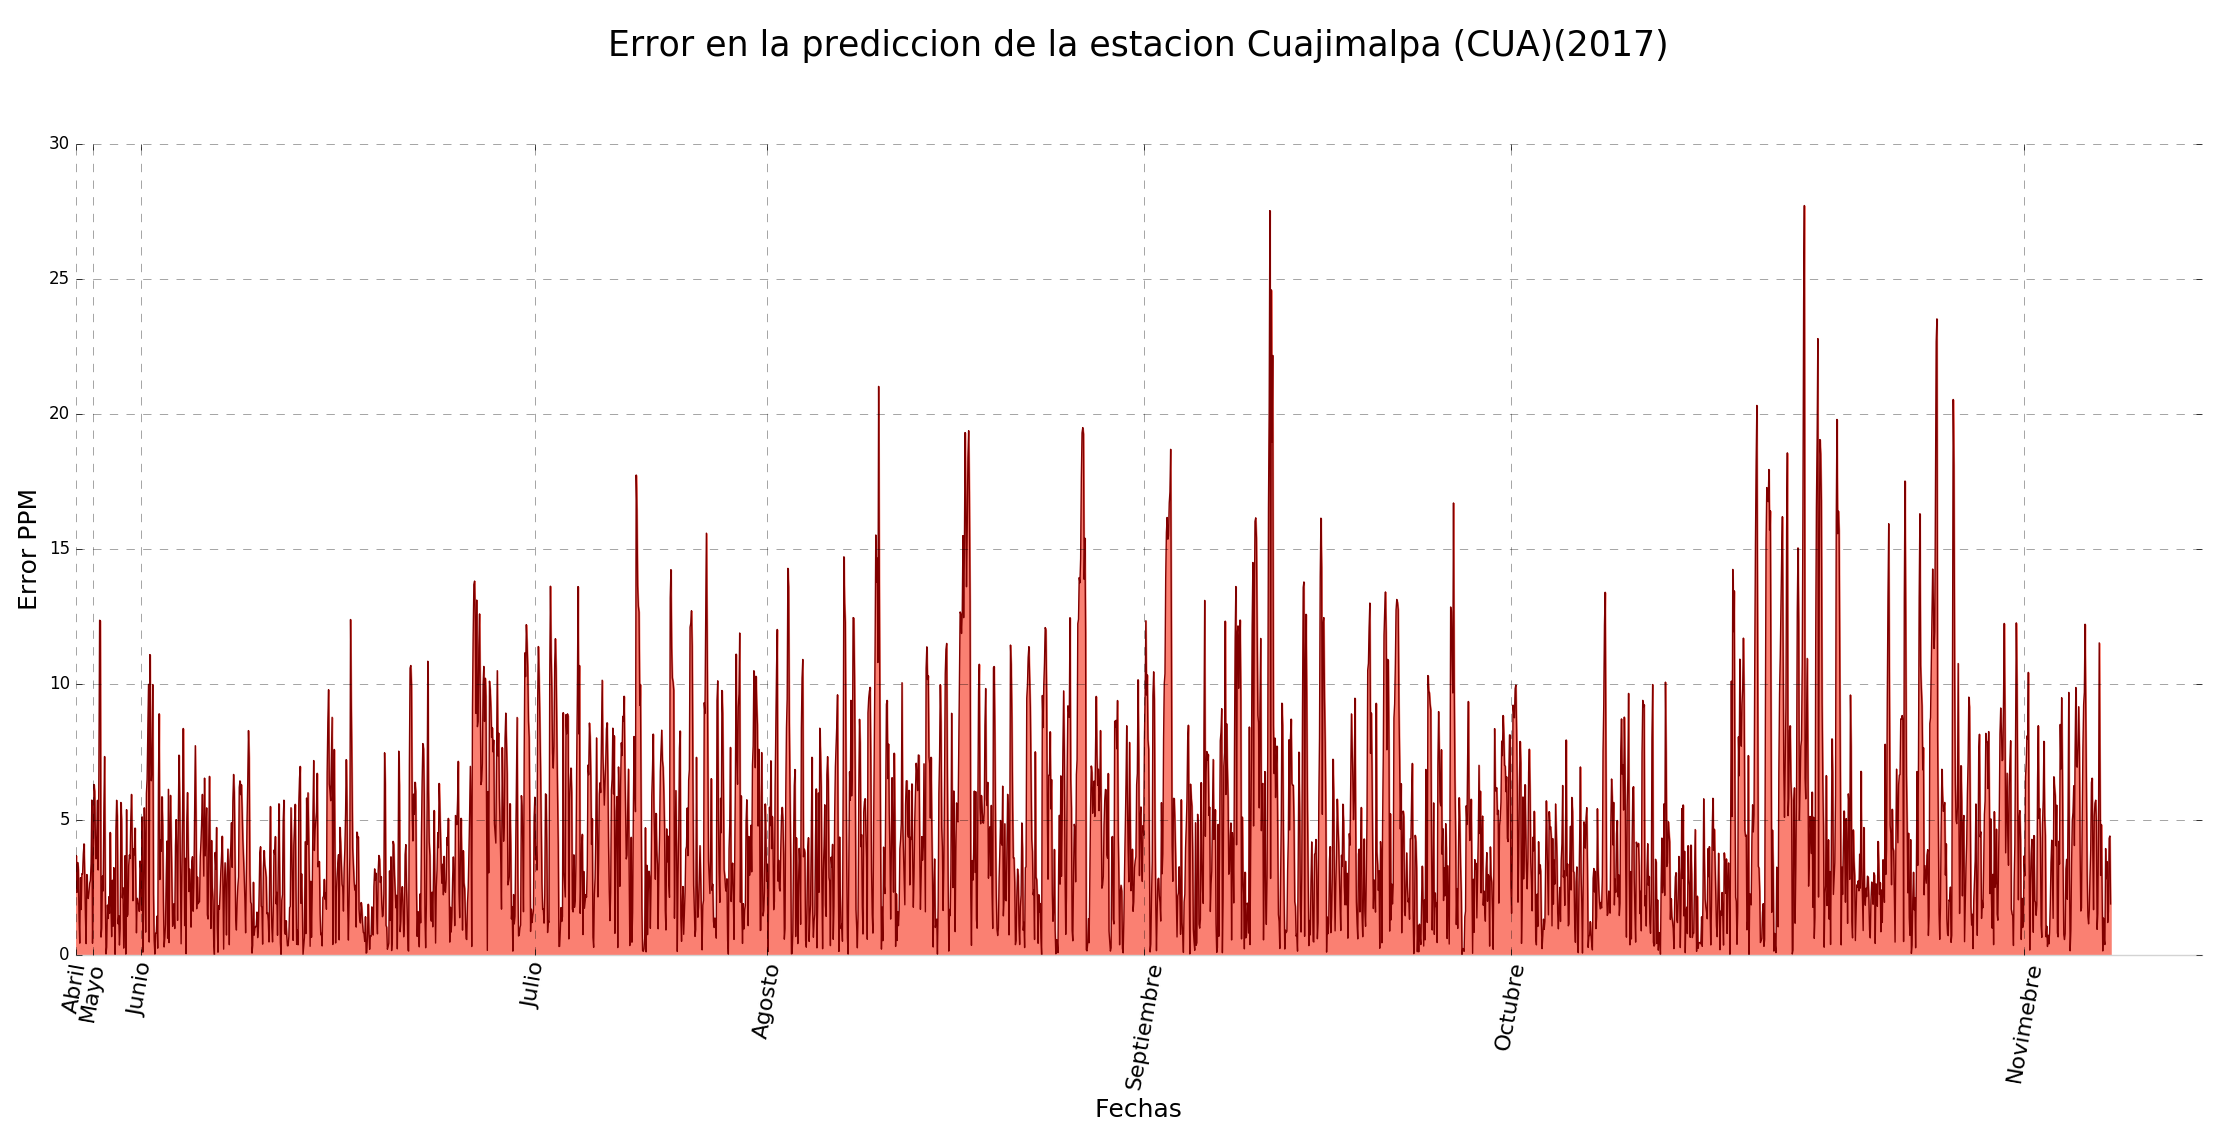 Error en la prediccion de la estacion Cuajimalpa (CUA)(2017)
30
25
20
15
10
5
0
Error PPM
Abril
Mayo
Junio
Julio
Agosto
Septiembre
Octubre
Novimebre
Fechas